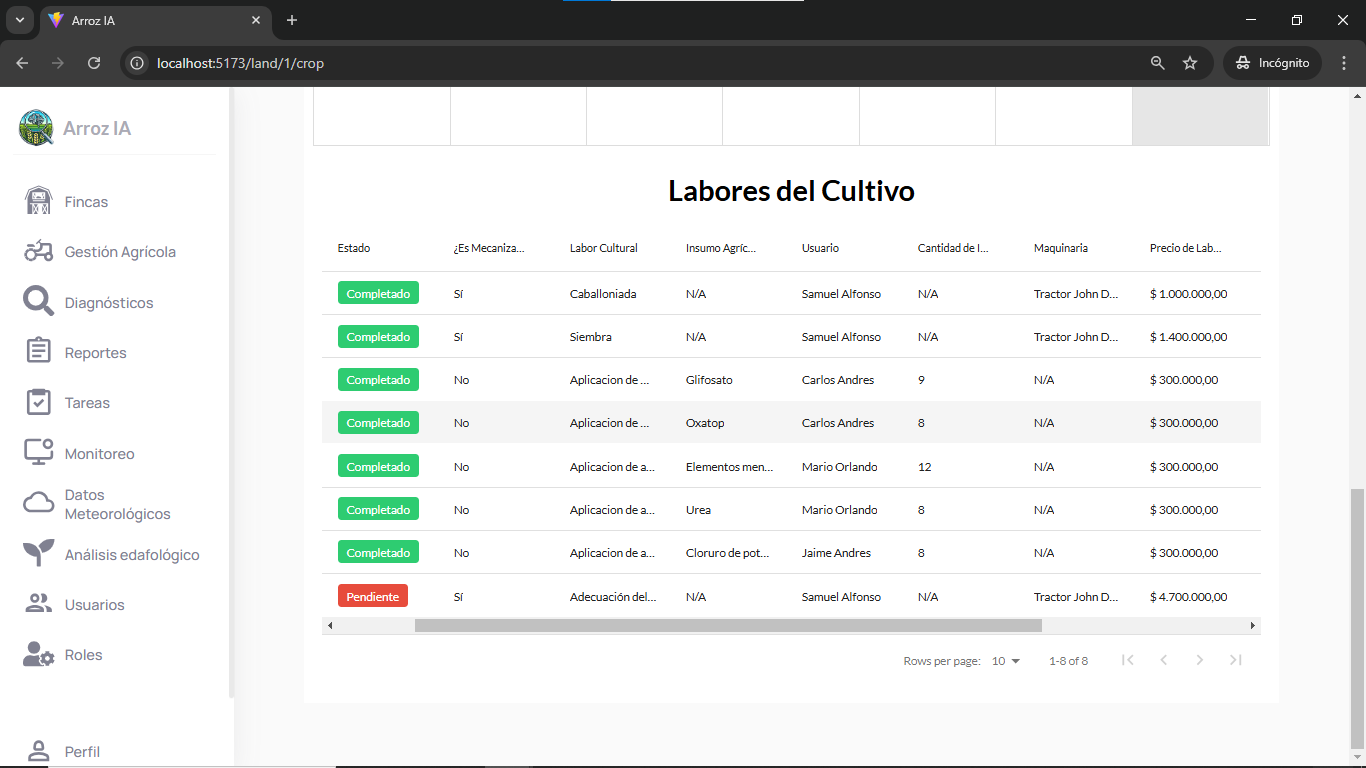 Arroz IA
localhost:5173/land/1/crop
Incógnito
Arroz IA
Fincas
Gestión Agrícola
Diagnósticos
Reportes
Tareas
Monitoreo
Datos
Meteorológicos
Análisis edafológico
Usuarios
Roles
Perfil
Labores del Cultivo
Estado ¿Es Mecaniza... Labor Cultural Insumo Agríc... Usuario Cantidad de I... Maquinaria Precio de Lab...
Completado Sí Caballoniada N/A Samuel Alfonso N/A Tractor John D... $ 1.000.000,00
Completado Sí Siembra N/A Samuel Alfonso N/A Tractor John D... $ 1.400.000,00
Completado No Aplicacion de ... Glifosato Carlos Andres 9 N/A $ 300.000,00
Completado No Aplicacion de ... Oxatop Carlos Andres 8 N/A $ 300.000,00
Completado No Aplicacion de a... Elementos men... Mario Orlando 12 N/A $ 300.000,00
Completado No Aplicacion de a... Urea Mario Orlando 8 N/A $ 300.000,00
Completado No Aplicacion de a... Cloruro de pot... Jaime Andres 8 N/A $ 300.000,00
Pendiente Sí Adecuación del... N/A Samuel Alfonso N/A Tractor John D... $ 4.700.000,00
Rows per page: 10 1-8 of 8